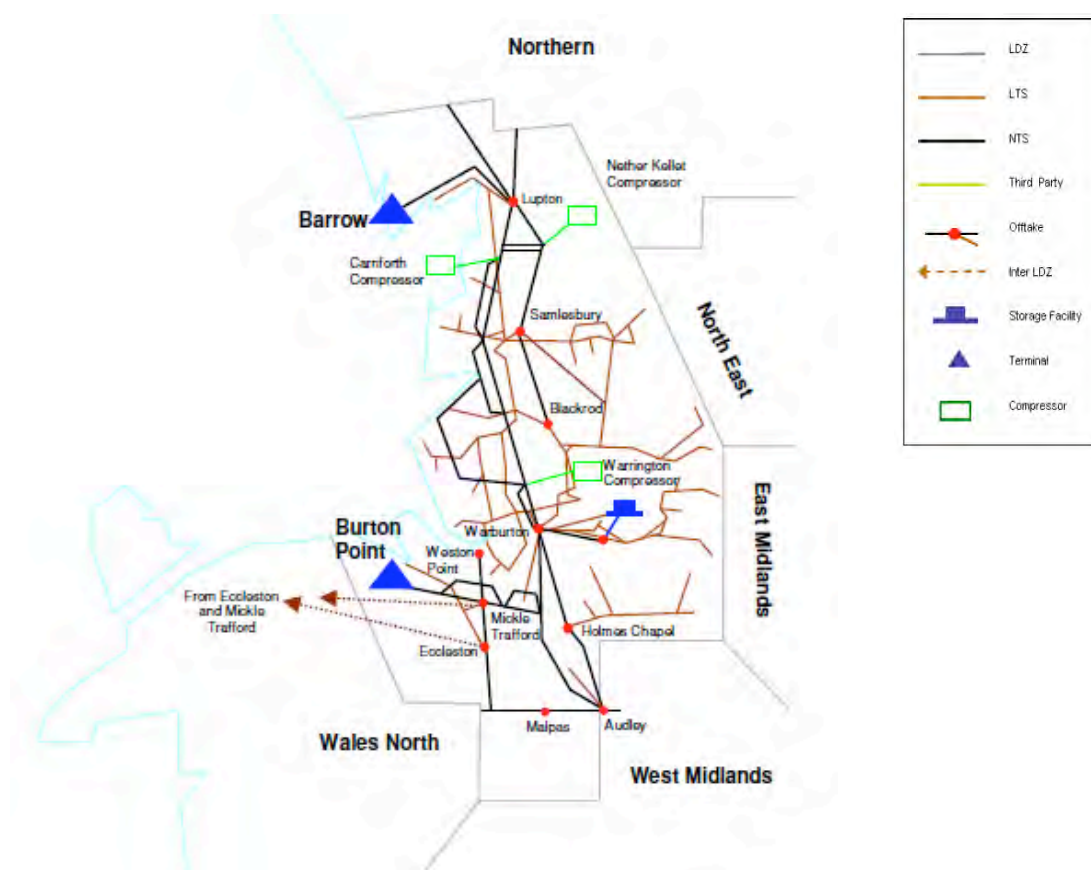 Northern
LDZ
LTS
NTS
Third Party
Offtake
Inter LDZ
Storage Facility
Terminal
Compressor
Nether Kellet
Compressor
Lupton
Barrow
Carnforth
Compressor
Samlesbury
North East
Blackrod
Warrington
Compressor
East Midlands
Burton
Point
Warburton
Weston
Point
From Eccleston
and Mickle
Trafford
Mickle
Trafford
Holmes Chapel
Eccleston
Malpas
Audley
Wales North
West Midlands